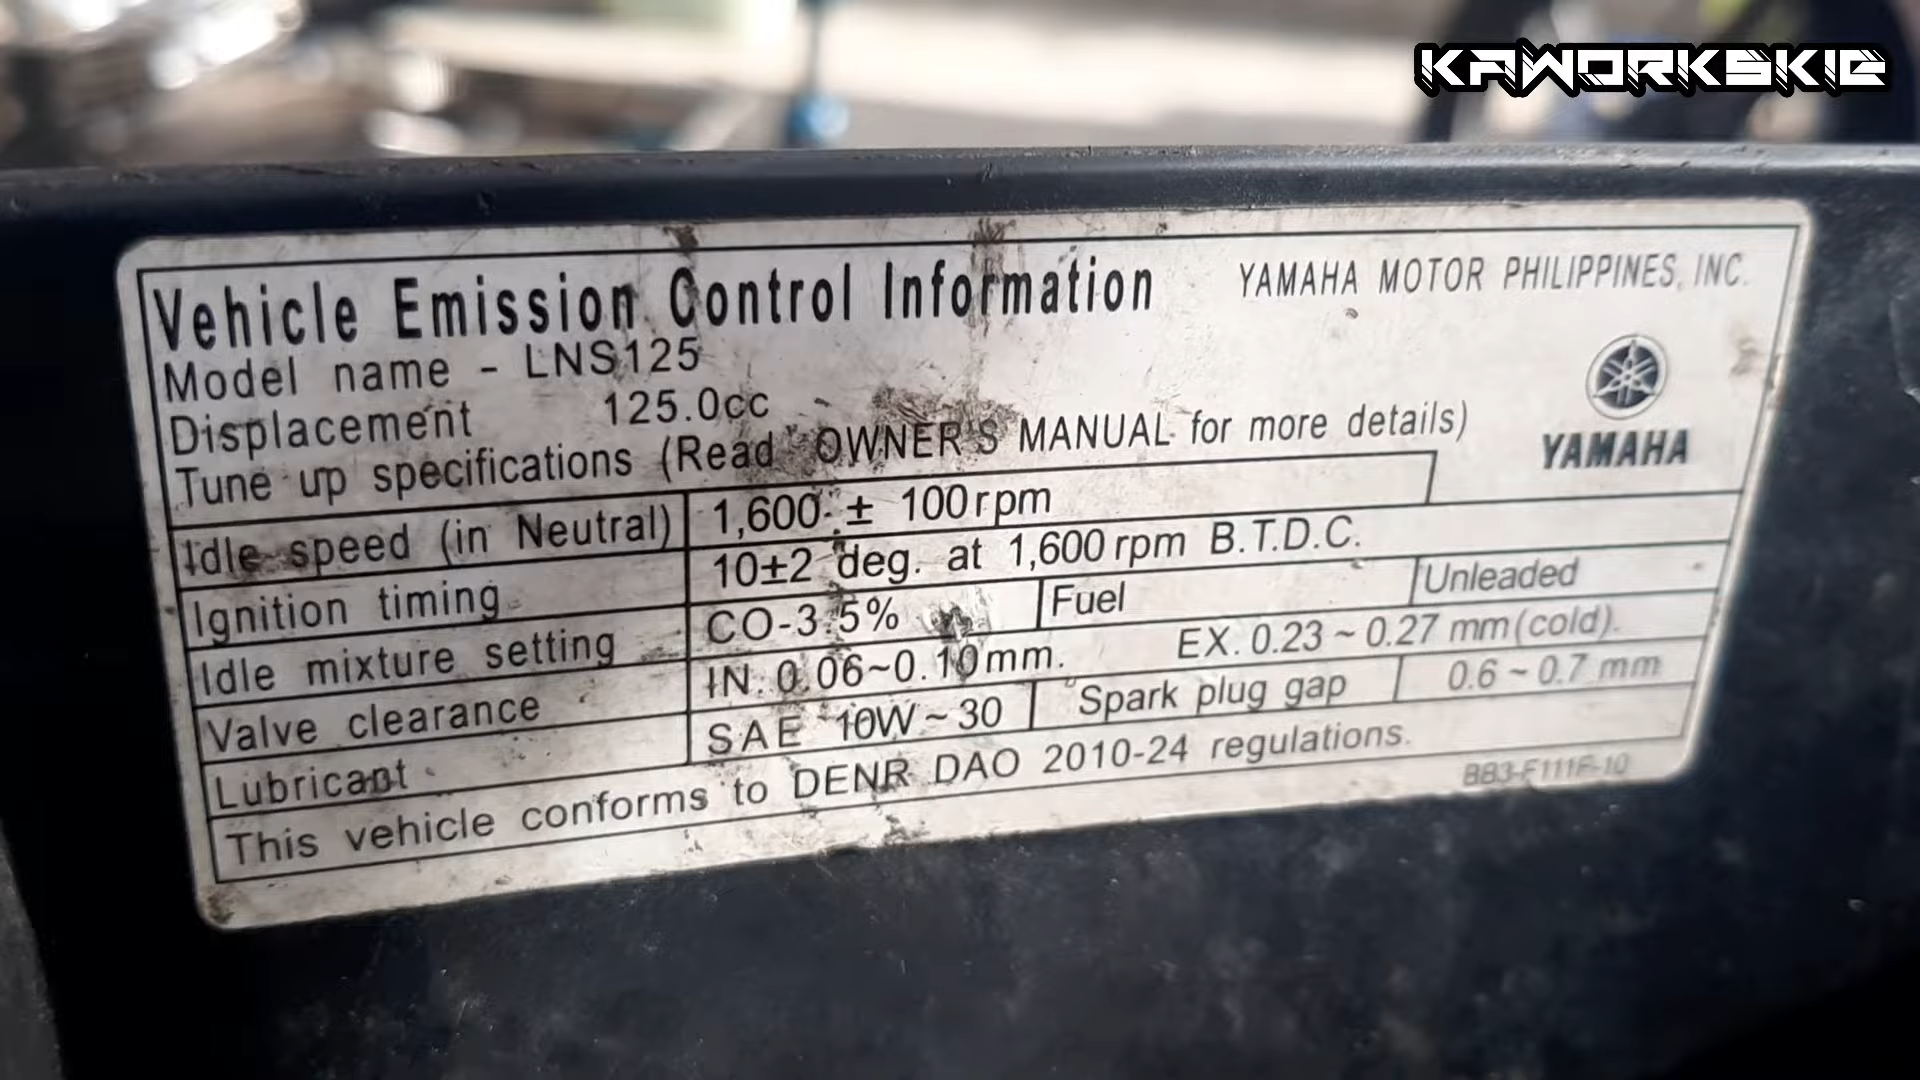 KAWORKSKIE
Vehicle Emission Control Information
YAMAHA MOTOR PHILIPPINES, INC.
Model name - LNS125
Displacement 125.0cc
YAMAHA
Tune up specifications (Read OWNER'S MANUAL for more details)
Idle speed (in Neutral) 1,600 ± 100rpm
Ignition timing 10±2 deg. at 1,600 rpm B.T.D.C.
Idle mixture setting CO-3.5% Fuel Unleaded
Valve clearance IN. 0.06~0.10mm. EX. 0.23 ~ 0.27 mm(cold).
Lubricant SAE 10W ~ 30 Spark plug gap 0.6 ~ 0.7 mm
This vehicle conforms to DENR DAO 2010-24 regulations.
BB3-F111F-10